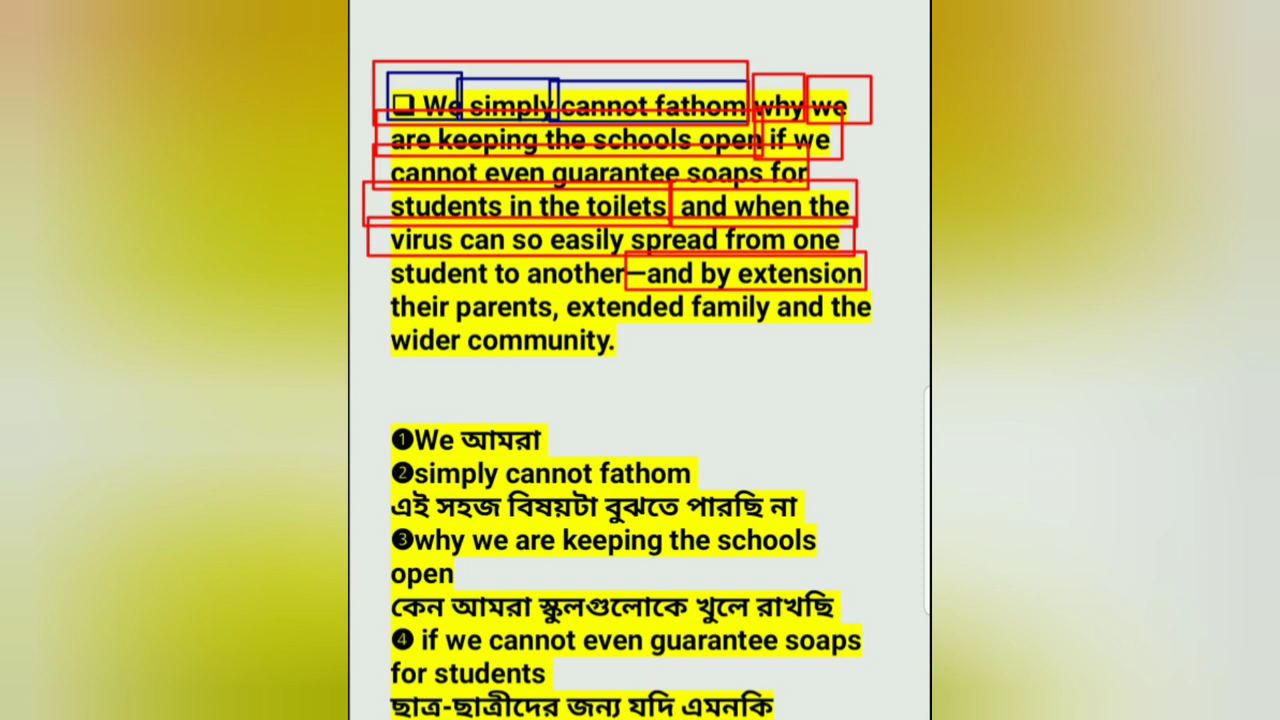 ❏ We simply cannot fathom why we
are keeping the schools open if we
cannot even guarantee soaps for
students in the toilets, and when the
virus can so easily spread from one
student to another—and by extension
their parents, extended family and the
wider community.
❶We আমরা
❷simply cannot fathom
এই সহজ বিষয়টা বুঝতে পারছি না
❸why we are keeping the schools
open
কেন আমরা স্কুলগুলোকে খুলে রাখছি
❹ if we cannot even guarantee soaps
for students
ছাত্র-ছাত্রীদের জন্য যদি এমনকি